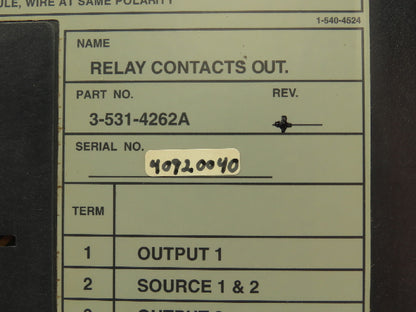 ULE, WIRE AT SAME POLARITY
1-540-4524
NAME
RELAY CONTACTS OUT.
PART NO.
REV.
3-531-4262A
SERIAL NO.
40920040
TERM
1 OUTPUT 1
2 SOURCE 1 & 2